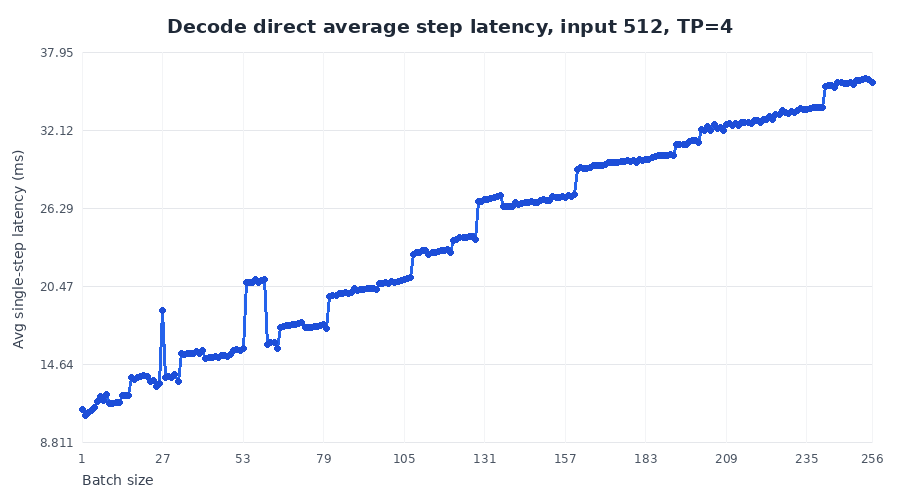 Decode direct average step latency, input 512, TP=4
37.95
32.12
26.29
20.47
14.64
8.811
Avg single-step latency (ms)
1 27 53 79 105 131 157 183 209 235 256
Batch size